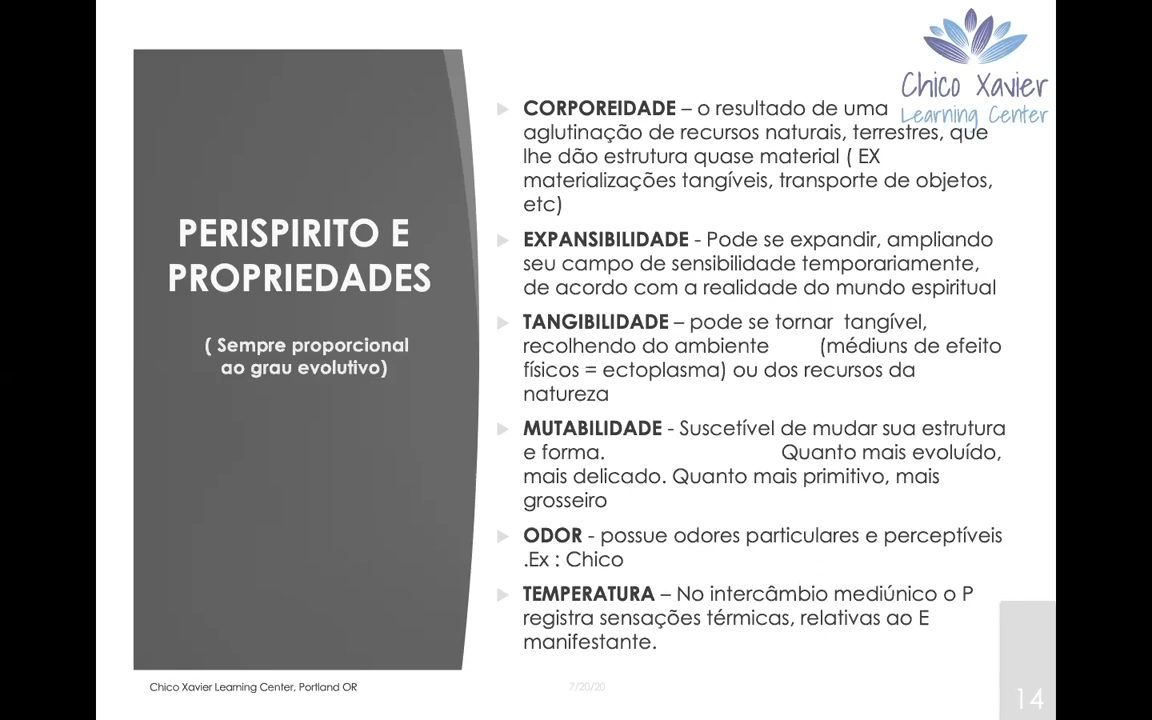 Chico Xavier
Learning Center
PERISPIRITO E
PROPRIEDADES
( Sempre proporcional
ao grau evolutivo)
CORPOREIDADE – o resultado de uma
aglutinação de recursos naturais, terrestres, que
lhe dão estrutura quase material ( EX
materializações tangíveis, transporte de objetos,
etc)
EXPANSIBILIDADE - Pode se expandir, ampliando
seu campo de sensibilidade temporariamente,
de acordo com a realidade do mundo espiritual
TANGIBILIDADE – pode se tornar tangível,
recolhendo do ambiente (médiuns de efeito
físicos = ectoplasma) ou dos recursos da
natureza
MUTABILIDADE - Suscetível de mudar sua estrutura
e forma. Quanto mais evoluído,
mais delicado. Quanto mais primitivo, mais
grosseiro
ODOR - possue odores particulares e perceptíveis
.Ex : Chico
TEMPERATURA – No intercâmbio mediúnico o P
registra sensações térmicas, relativas ao E
manifestante.
Chico Xavier Learning Center, Portland OR
7/20/20
14